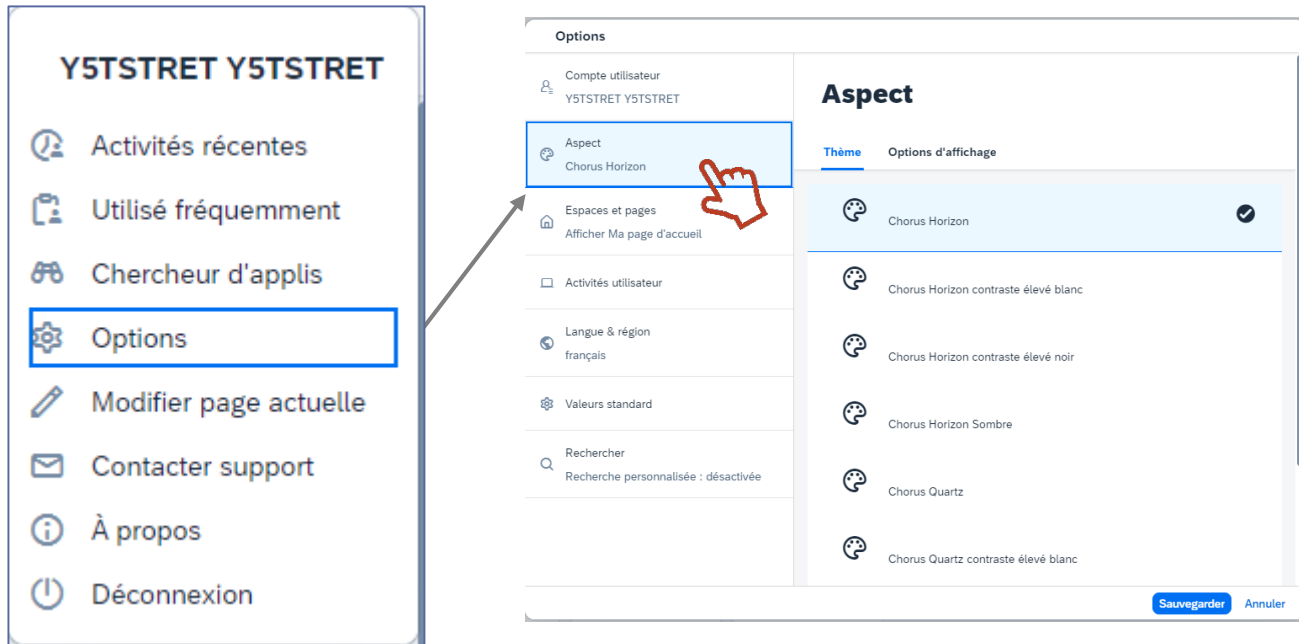 Y5TSTRET Y5TSTRET
Activités récentes
Utilisé fréquemment
Chercheur d'applis
Options
Modifier page actuelle
Contacter support
À propos
Déconnexion
Options
Compte utilisateur
Y5TSTRET Y5TSTRET
Aspect
Chorus Horizon
Espaces et pages
Afficher Ma page d'accueil
Activités utilisateur
Langue & région
français
Valeurs standard
Rechercher
Recherche personnalisée : désactivée
Aspect
Thème Options d'affichage
Chorus Horizon
Chorus Horizon contraste élevé blanc
Chorus Horizon contraste élevé noir
Chorus Horizon Sombre
Chorus Quartz
Chorus Quartz contraste élevé blanc
Sauvegarder Annuler